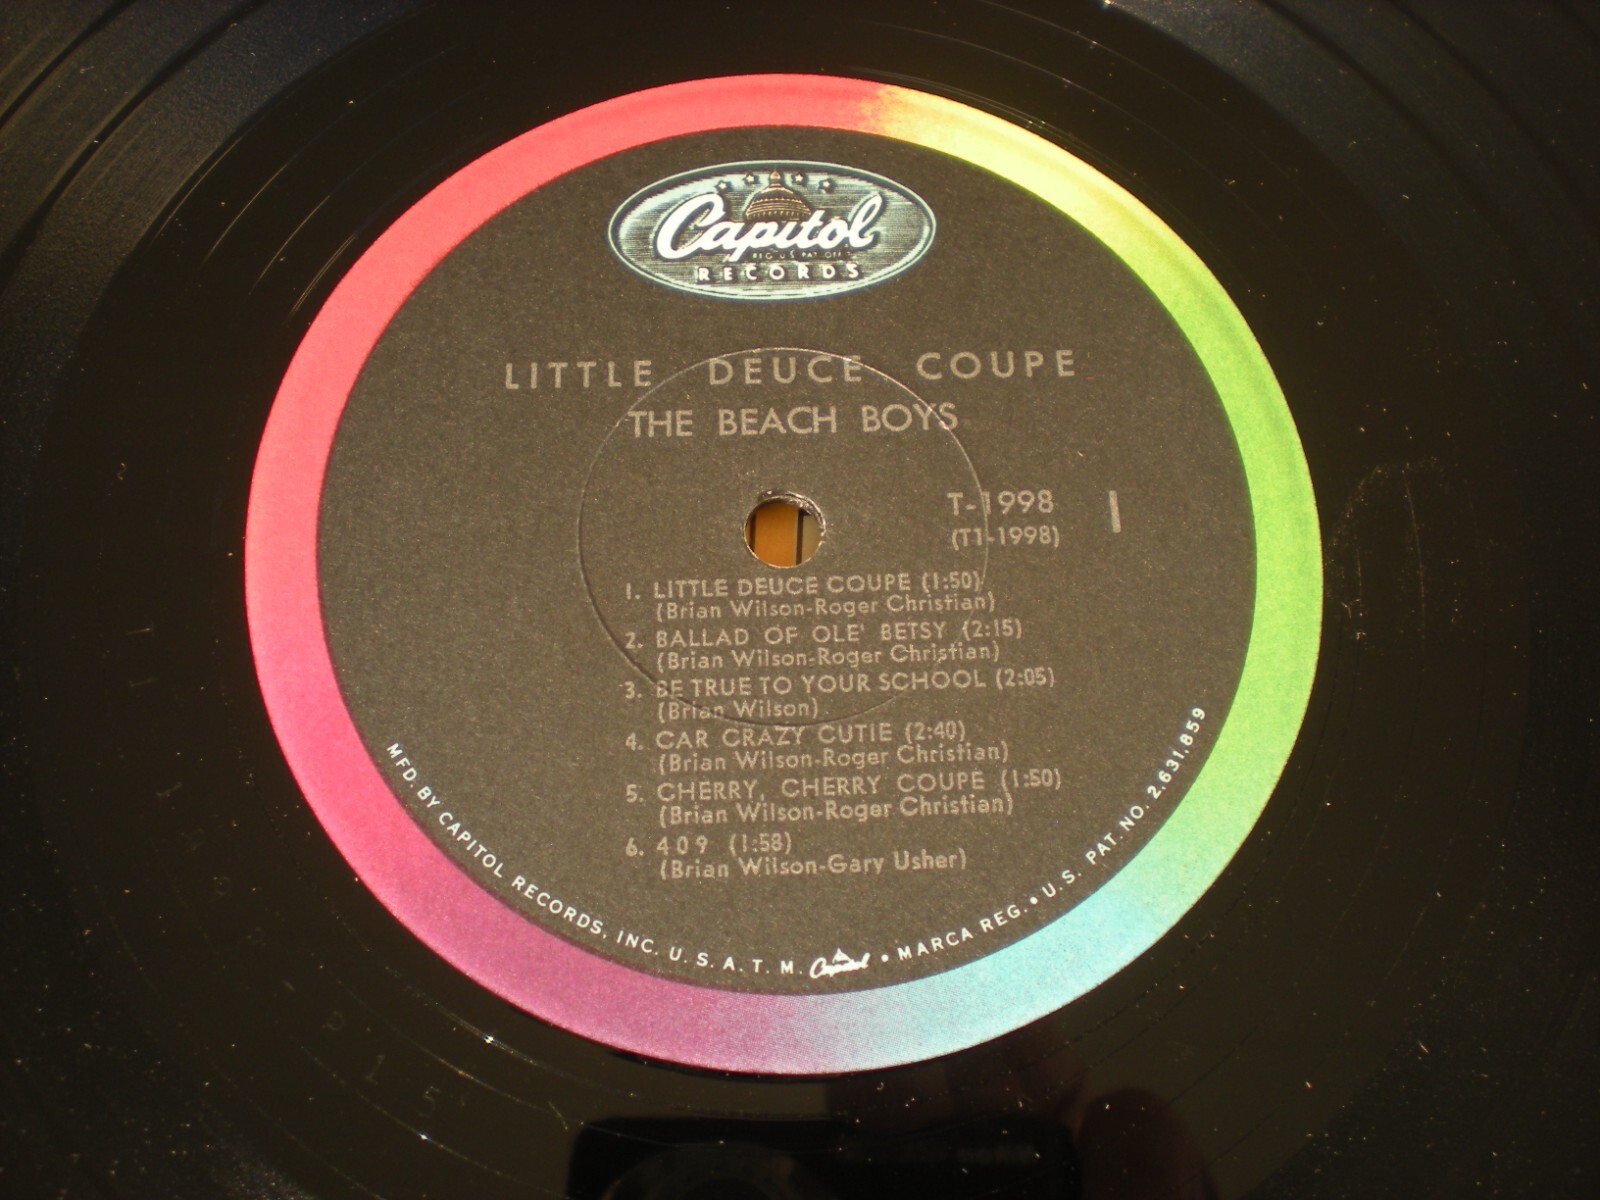 Capitol
REG. U.S. PAT. OFF.
RECORDS
LITTLE DEUCE COUPE
THE BEACH BOYS
T-1998 1
(T1-1998)
1. LITTLE DEUCE COUPE (1:50)
(Brian Wilson-Roger Christian)
2. BALLAD OF OLE' BETSY (2:15)
(Brian Wilson-Roger Christian)
3. BE TRUE TO YOUR SCHOOL (2:05)
(Brian Wilson)
4. CAR CRAZY CUTIE (2:40)
(Brian Wilson-Roger Christian)
5. CHERRY, CHERRY COUPE (1:50)
(Brian Wilson-Roger Christian)
6. 409 (1:58)
(Brian Wilson-Gary Usher)
MFD. BY CAPITOL RECORDS, INC. U.S.A. T.M. Capitol • MARCA REG. • U.S. PAT. NO. 2,631,859
P 15